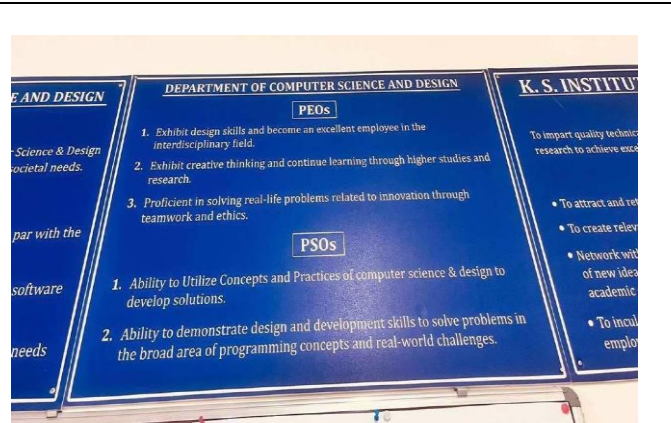 E AND DESIGN
Science & Design
societal needs.
par with the
software
needs
DEPARTMENT OF COMPUTER SCIENCE AND DESIGN
PEOs
1. Exhibit design skills and become an excellent employee in the
interdisciplinary field.
2. Exhibit creative thinking and continue learning through higher studies and
research.
3. Proficient in solving real-life problems related to innovation through
teamwork and ethics.
PSOs
1. Ability to Utilize Concepts and Practices of computer science & design to
develop solutions.
2. Ability to demonstrate design and development skills to solve problems in
the broad area of programming concepts and real-world challenges.
K. S. INSTITU
To impart quality technic
research to achieve exce
• To attract and ret
• To create relev
• Network wit
of new idea
academic
• To incul
emplo